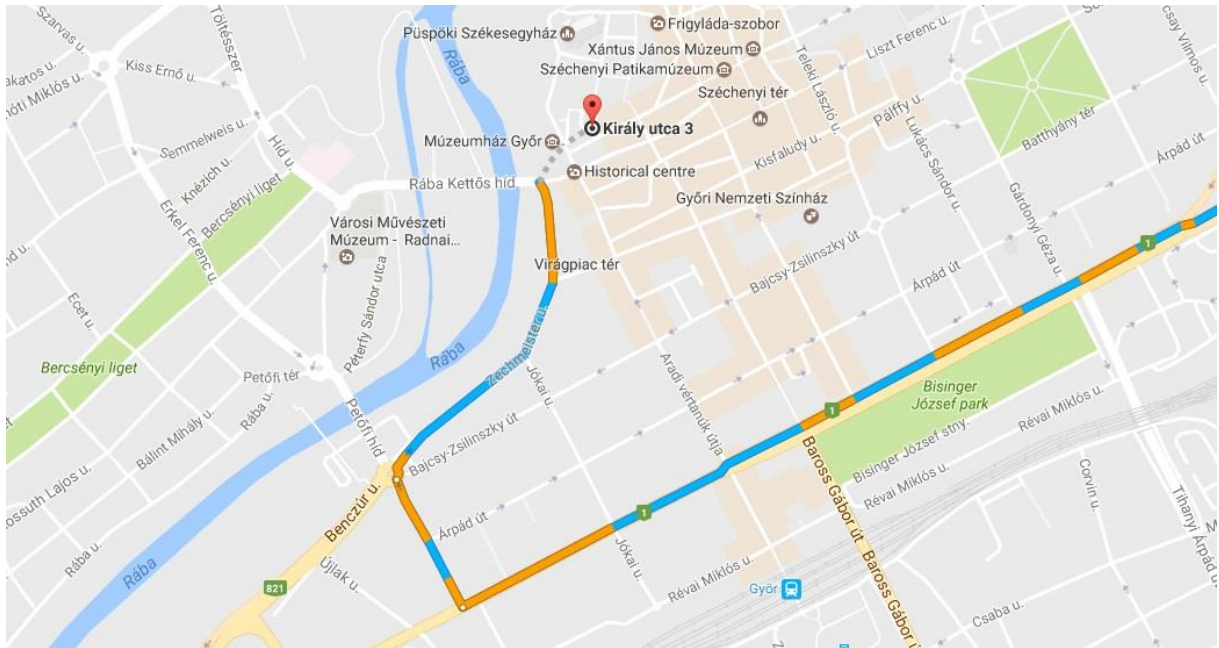 Szarvas u.
Töltésszer
Püspöki Székesegyház
Rába
Frigyláda-szobor
Xántus János Múzeum
Széchenyi Patikamúzeum
Széchenyi tér
Teleki László u.
Liszt Ferenc u.
Kiss Ernő u.
Király utca 3
Pálffy u.
Múzeumház Győr
Kisfaludy u.
Lukács Sándor u.
Batthyány tér
Árpád út
Semmelweis u.
Knézich u.
Híd u.
Bercsényi liget
Rába Kettős híd
Historical centre
Győri Nemzeti Színház
Gárdonyi Géza u.
Erkel Ferenc u.
Városi Művészeti
Múzeum - Radnai...
Virágpiac tér
Bajcsy-Zsilinszky út
Árpád út
1
Ecet u.
Péterfy Sándor utca
Zechmeister u.
Rába
Bercsényi liget
Petőfi tér
Jókai u.
Aradi vértanúk útja
Bisinger
József park
Rába u.
Bálint Mihály u.
Petőfi híd
Bajcsy-Zsilinszky út
1
Révai Miklós u.
Bisinger József stny.
Baross Gábor út
Révai Miklós u.
Corvin u.
Tihanyi Árpád út
Benczúr u.
Árpád út
1
Rába u.
Rába
Újjak u.
Jókai u.
Révai Miklós u.
Győr
Baross Gábor út
821
Csaba u.